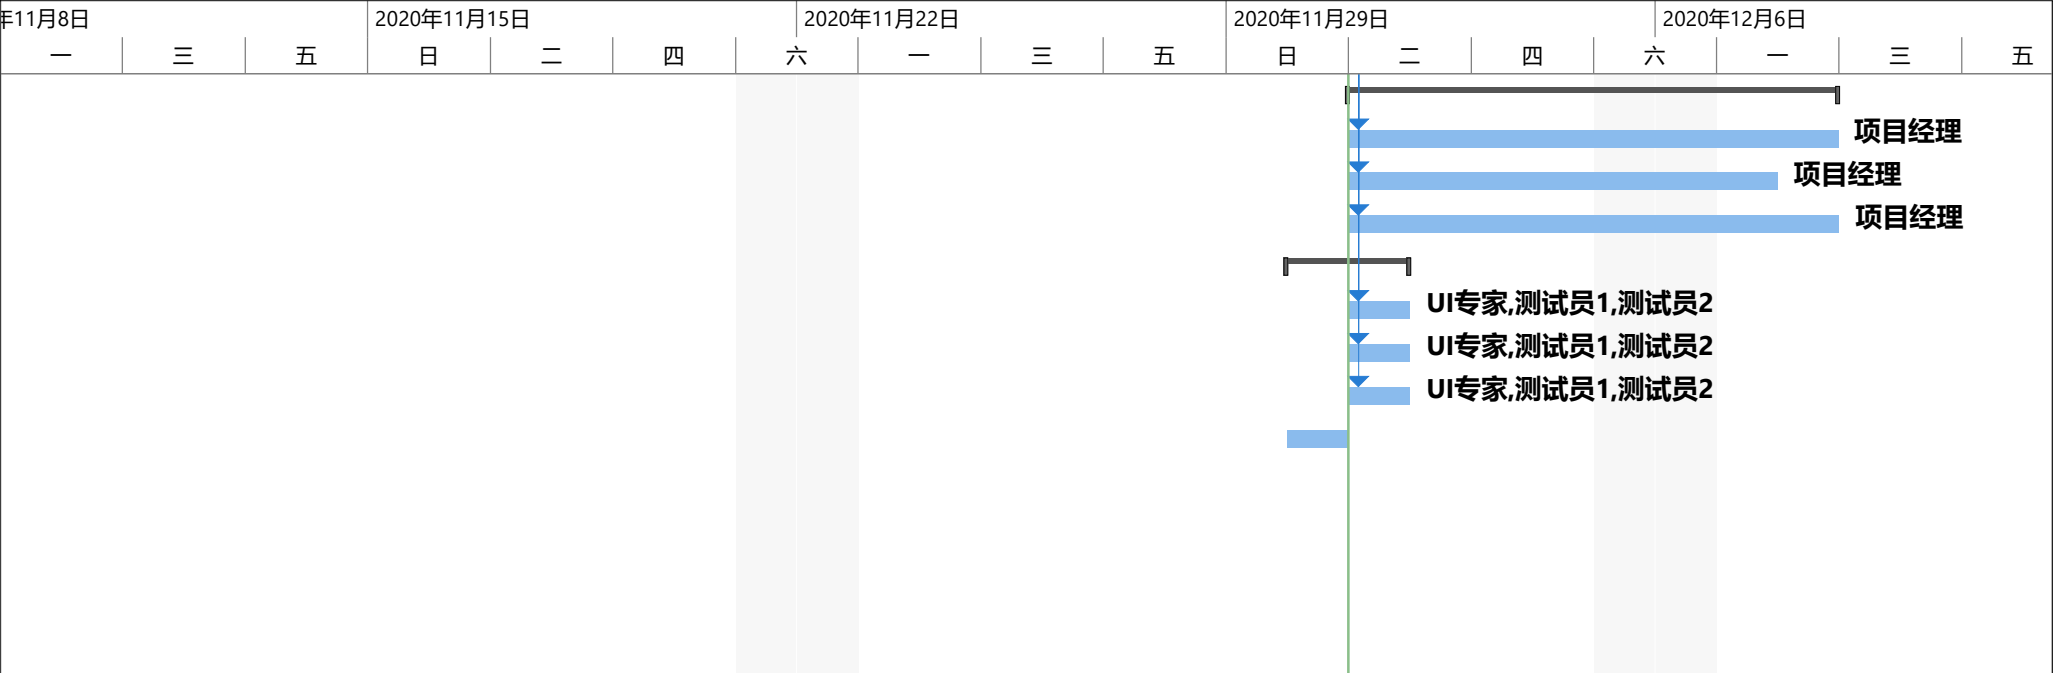 年11月8日 2020年11月15日 2020年11月22日 2020年11月29日 2020年12月6日
一 三 五 日 二 四 六 一 三 五 日 二 四 六 一 三 五
项目经理
项目经理
项目经理
UI专家,测试员1,测试员2
UI专家,测试员1,测试员2
UI专家,测试员1,测试员2